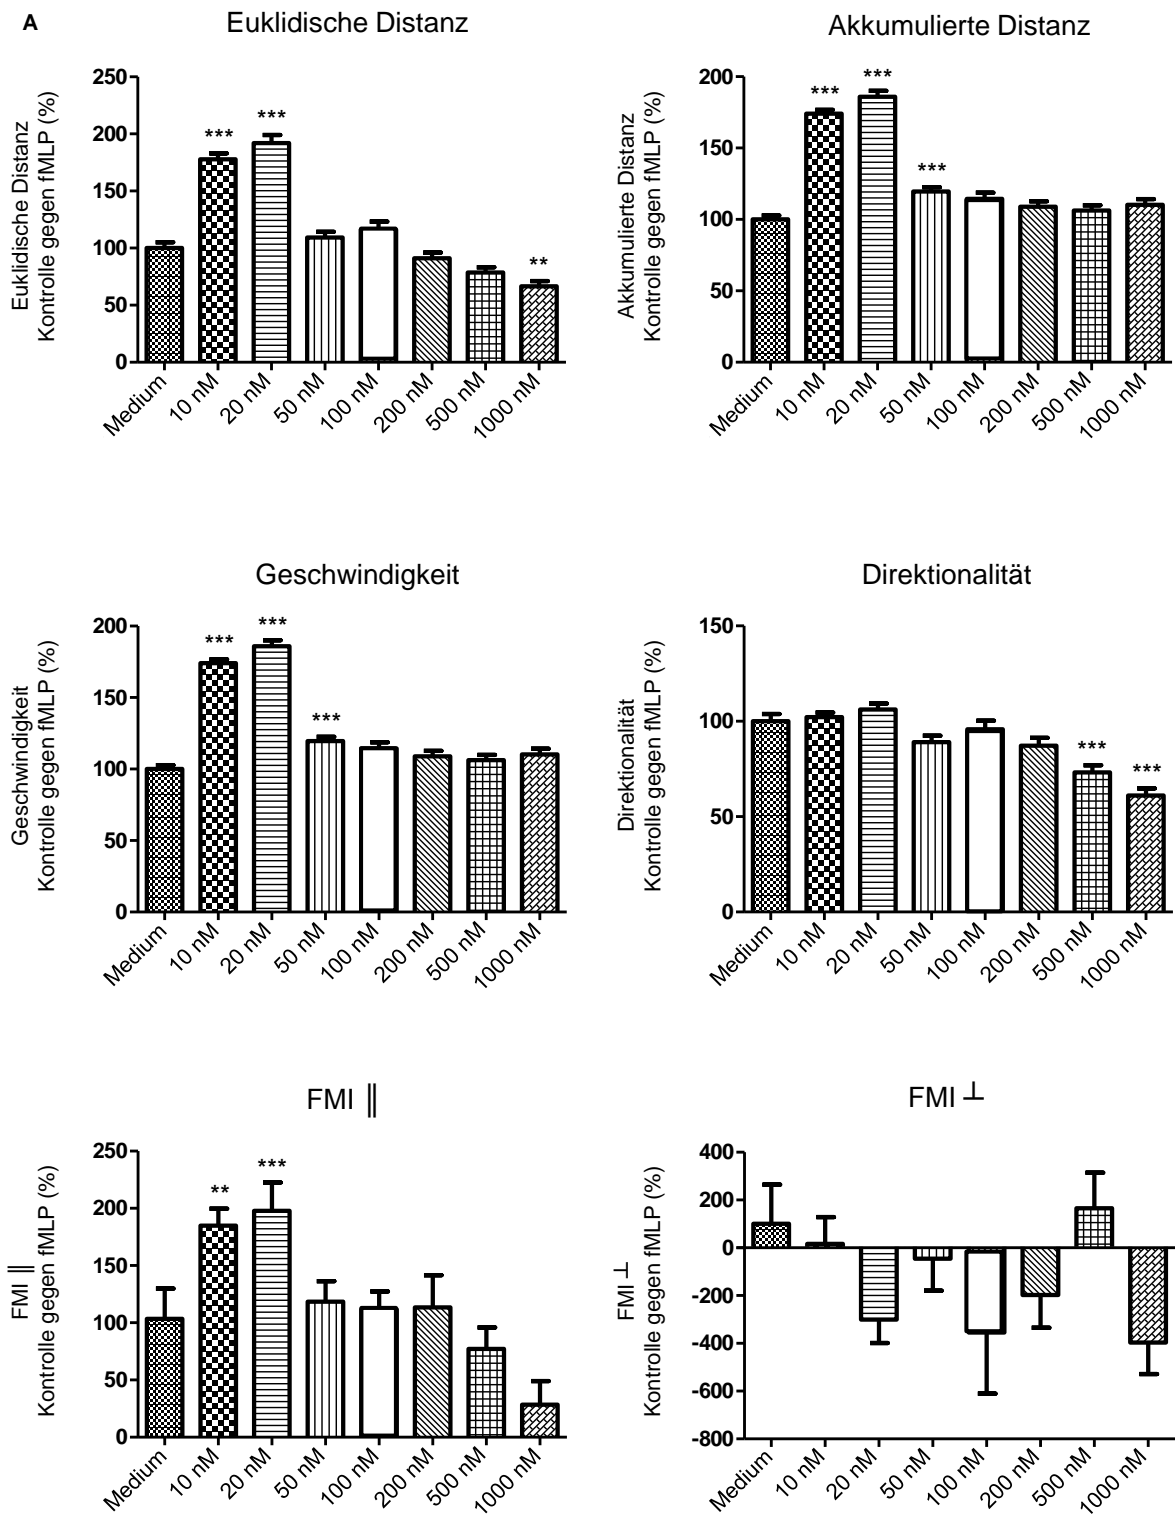 A
Euklidische Distanz
Euklidische Distanz
Kontrolle gegen fMLP (%)
250
200
150
100
50
0
***
***
**
Medium
10 nM
20 nM
50 nM
100 nM
200 nM
500 nM
1000 nM
Akkumulierte Distanz
Akkumulierte Distanz
Kontrolle gegen fMLP (%)
200
150
100
50
0
***
***
***
Medium
10 nM
20 nM
50 nM
100 nM
200 nM
500 nM
1000 nM
Geschwindigkeit
Geschwindigkeit
Kontrolle gegen fMLP (%)
200
150
100
50
0
***
***
***
Medium
10 nM
20 nM
50 nM
100 nM
200 nM
500 nM
1000 nM
Direktionalität
Direktionalität
Kontrolle gegen fMLP (%)
150
100
50
0
***
***
Medium
10 nM
20 nM
50 nM
100 nM
200 nM
500 nM
1000 nM
FMI ║
FMI ║
Kontrolle gegen fMLP (%)
250
200
150
100
50
0
**
***
Medium
10 nM
20 nM
50 nM
100 nM
200 nM
500 nM
1000 nM
FMI ┴
FMI ┴
Kontrolle gegen fMLP (%)
400
200
0
-200
-400
-600
-800
Medium
10 nM
20 nM
50 nM
100 nM
200 nM
500 nM
1000 nM